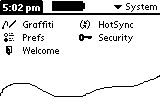 5:02 pm ▼ System
Graffiti HotSync
Prefs Security
Welcome